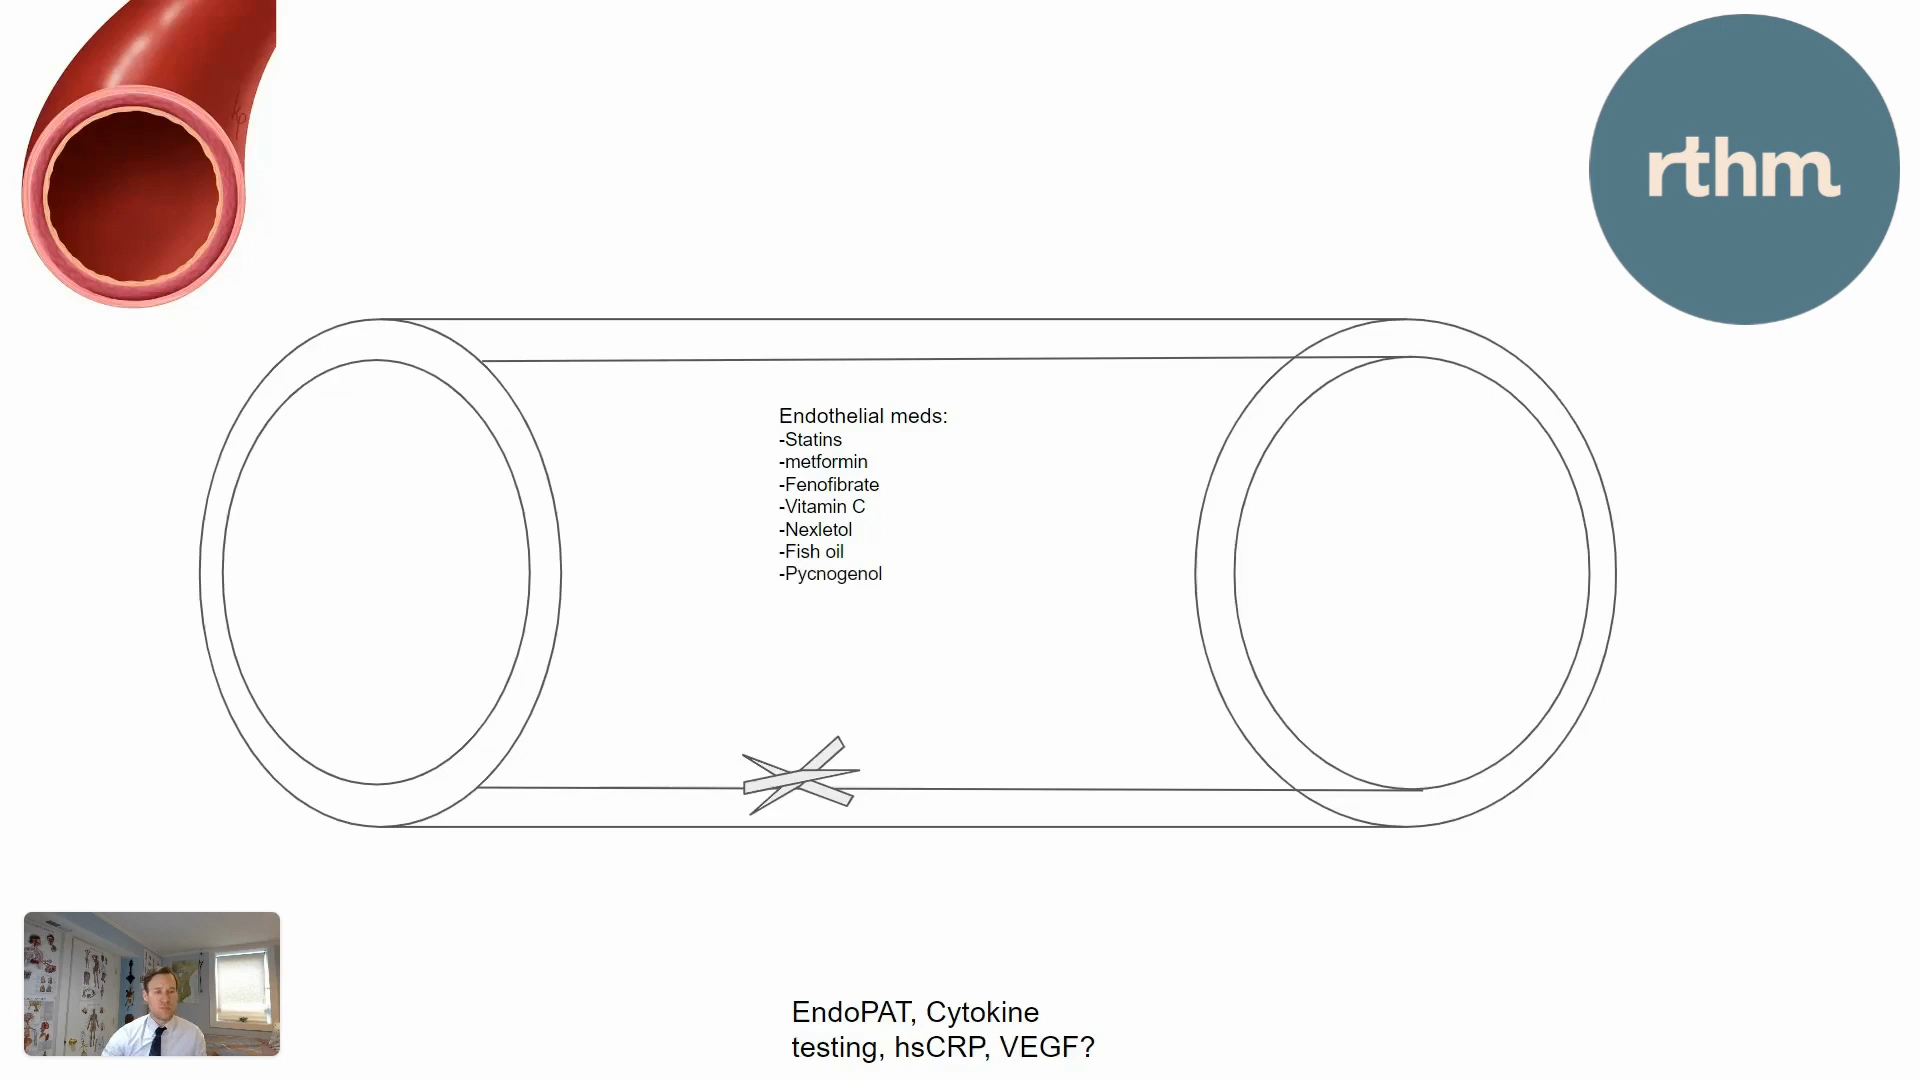 rthm
Endothelial meds:
-Statins
-metformin
-Fenofibrate
-Vitamin C
-Nexletol
-Fish oil
-Pycnogenol
EndoPAT, Cytokine
testing, hsCRP, VEGF?